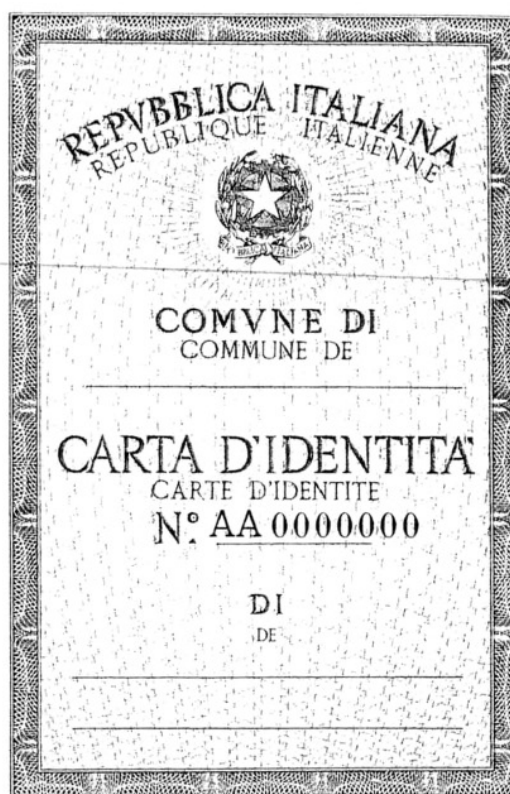 REPVBBLICA ITALIANA
REPUBLIQUE ITALIENNE
COMVNE DI
COMMUNE DE
CARTA D'IDENTITA'
CARTE D'IDENTITE
N° AA 0000000
DI
DE